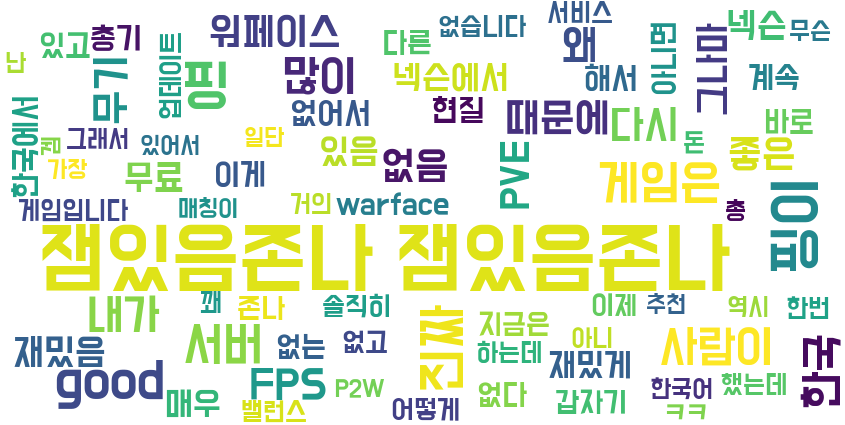 난
있고
총기
워페이스
다른
없습니다
서비스
왜
아니면
그나마
넥슨
무슨
무기
업데이트
핑
많이
넥슨에서
해서
계속
한국에서
없어서
현질
때문에
다시
바로
잼
그래서
있어서
일단
있음
없음
PVE
돈
좋은
가장
무료
이게
게임은
게임입니다
매칭이
거의
warface
총
핑이
잼있음존나 잼있음존나
내가
꽤
존나
솔직히
진짜
이제
추천
역시
한번
지금은
재밌음
서버
없는
없고
하는데
아니
재밌게
사람이
한국
good
매우
FPS
P2W
밸런스
어떻게
없다
갑자기
한국어
했는데
ㅋㅋ